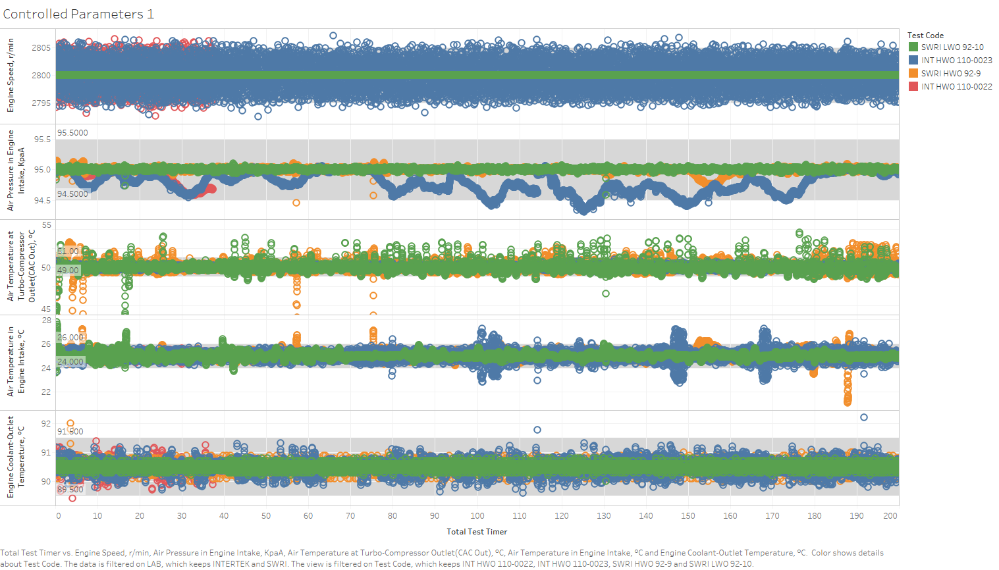 Controlled Parameters 1
Test Code
SWRI LWO 92-10
INT HWO 110-0023
SWRI HWO 92-9
INT HWO 110-0022
Engine Speed, r/min
2805
2800
2795
Air Pressure in Engine
Intake, KpaA
95.5
95.0
94.5
95.5000
94.5000
Air Temperature at
Turbo-Compressor
Outlet(CAC Out), ºC
55
50
45
51.00
49.00
Air Temperature in
Engine Intake, ºC
28
26
24
22
26.000
24.000
Engine Coolant-Outlet
Temperature, ºC
92
91
90
91.500
89.500
0 10 20 30 40 50 60 70 80 90 100 110 120 130 140 150 160 170 180 190 200
Total Test Timer
Total Test Timer vs. Engine Speed, r/min, Air Pressure in Engine Intake, KpaA, Air Temperature at Turbo-Compressor Outlet(CAC Out), ºC, Air Temperature in Engine Intake, ºC and Engine Coolant-Outlet Temperature, ºC.  Color shows details
about Test Code. The data is filtered on LAB, which keeps INTERTEK and SWRI. The view is filtered on Test Code, which keeps INT HWO 110-0022, INT HWO 110-0023, SWRI HWO 92-9 and SWRI LWO 92-10.